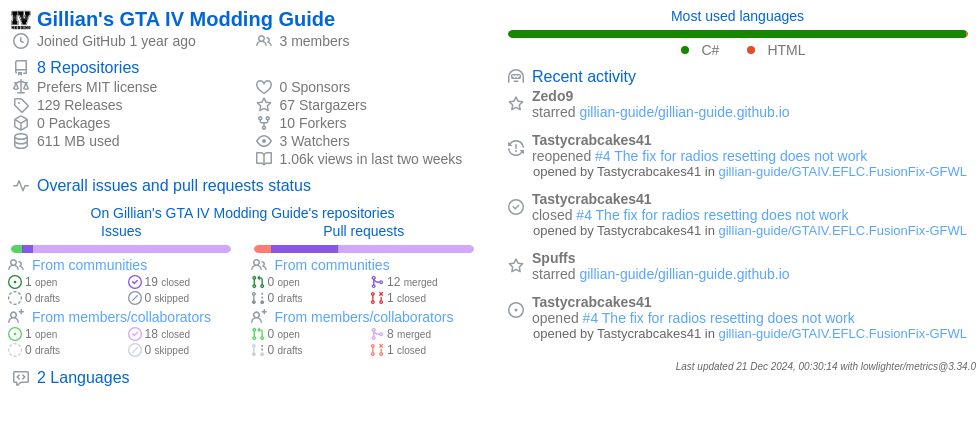 IV
Gillian's GTA IV Modding Guide
Joined GitHub 1 year ago
3 members
8 Repositories
Prefers MIT license
129 Releases
0 Packages
611 MB used
0 Sponsors
67 Stargazers
10 Forkers
3 Watchers
1.06k views in last two weeks
Overall issues and pull requests status
On Gillian's GTA IV Modding Guide's repositories
Issues
From communities
1 open
19 closed
0 drafts
0 skipped
From members/collaborators
1 open
18 closed
0 drafts
0 skipped
Pull requests
From communities
0 open
12 merged
0 drafts
1 closed
From members/collaborators
0 open
8 merged
0 drafts
1 closed
2 Languages
Most used languages
C#
HTML
Recent activity
Zedo9
starred gillian-guide/gillian-guide.github.io
Tastycrabcakes41
reopened #4 The fix for radios resetting does not work
opened by Tastycrabcakes41 in gillian-guide/GTAIV.EFLC.FusionFix-GFWL
Tastycrabcakes41
closed #4 The fix for radios resetting does not work
opened by Tastycrabcakes41 in gillian-guide/GTAIV.EFLC.FusionFix-GFWL
Spuffs
starred gillian-guide/gillian-guide.github.io
Tastycrabcakes41
opened #4 The fix for radios resetting does not work
opened by Tastycrabcakes41 in gillian-guide/GTAIV.EFLC.FusionFix-GFWL
Last updated 21 Dec 2024, 00:30:14 with lowlighter/metrics@3.34.0